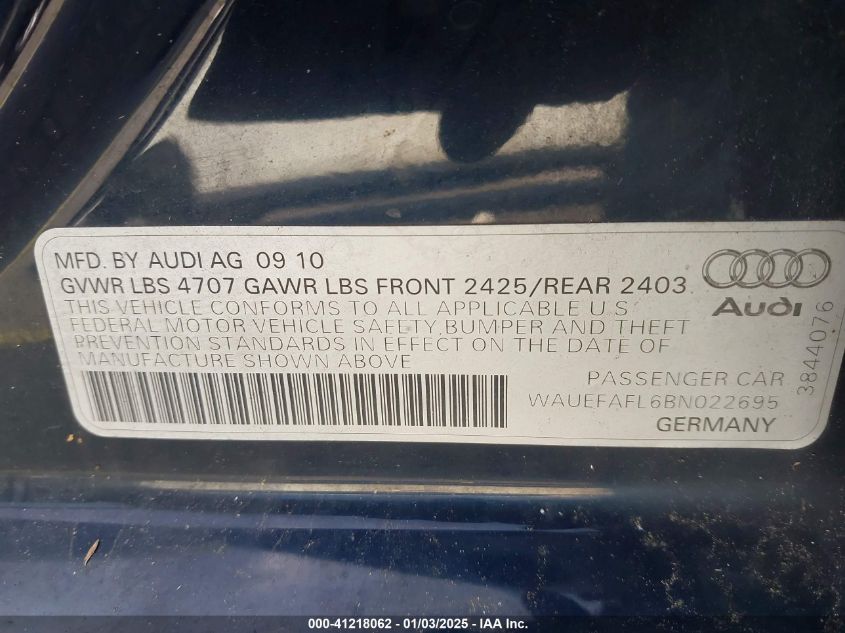 MFD. BY AUDI AG 09 10
GVWR LBS 4707 GAWR LBS FRONT 2425/REAR 2403
THIS VEHICLE CONFORMS TO ALL APPLICABLE U S
FEDERAL MOTOR VEHICLE SAFETY, BUMPER AND THEFT
PREVENTION STANDARDS IN EFFECT ON THE DATE OF
MANUFACTURE SHOWN ABOVE
Audi
3844076
PASSENGER CAR
WAUEFAFL6BN022695
GERMANY
000-41218062 - 01/03/2025 - IAA Inc.